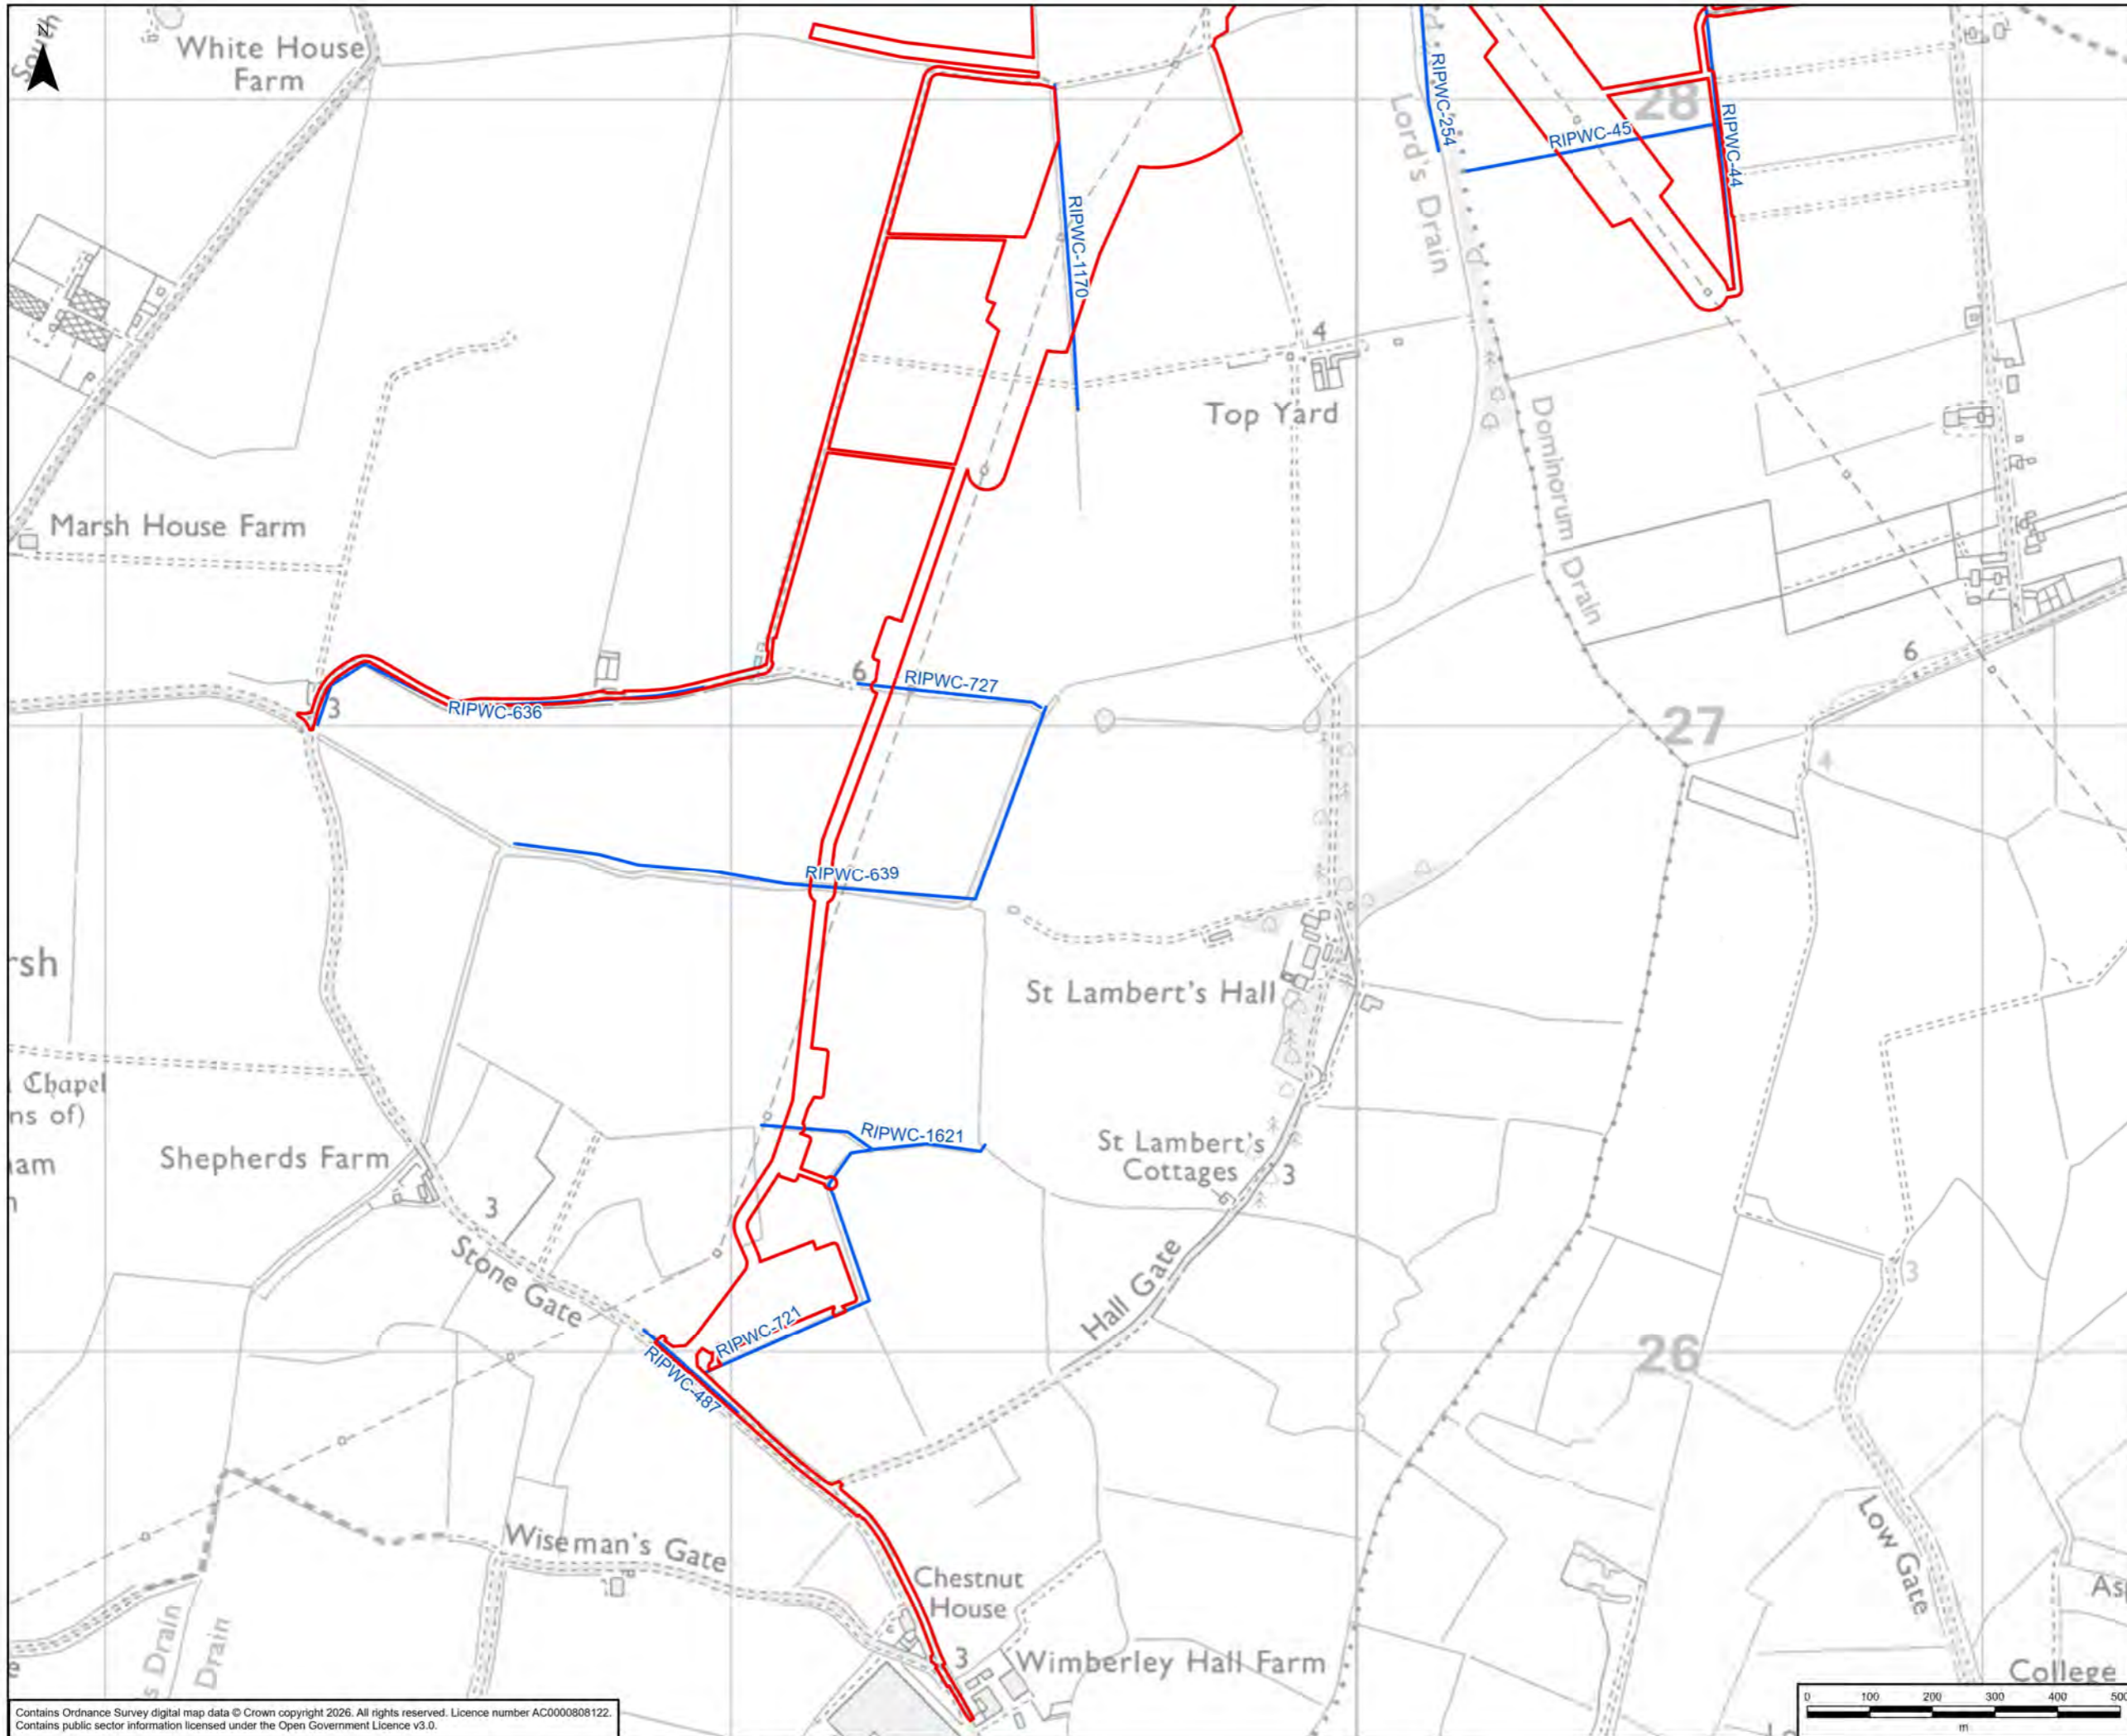 N
South
White House
Farm
28
RIPWC-254
RIPWC-45
RIPWC-44
Lord's Drain
RIPWC-1170
4
Top Yard
Dominorum Drain
Marsh House Farm
6
6
RIPWC-727
3
RIPWC-636
27
4
RIPWC-639
rsh
St Lambert's Hall
Chapel
ns of)
am
Shepherds Farm
RIPWC-1621
St Lambert's
Cottages
3
3
Stone Gate
Hall Gate
3
RIPWC-721
26
RIPWC-487
Low Gate
Wiseman's Gate
Chestnut
House
As
s Drain
Drain
3
Wimberley Hall Farm
e
College
0 100 200 300 400 500
m
Contains Ordnance Survey digital map data © Crown copyright 2026. All rights reserved. Licence number AC0000808122.
Contains public sector information licensed under the Open Government Licence v3.0.